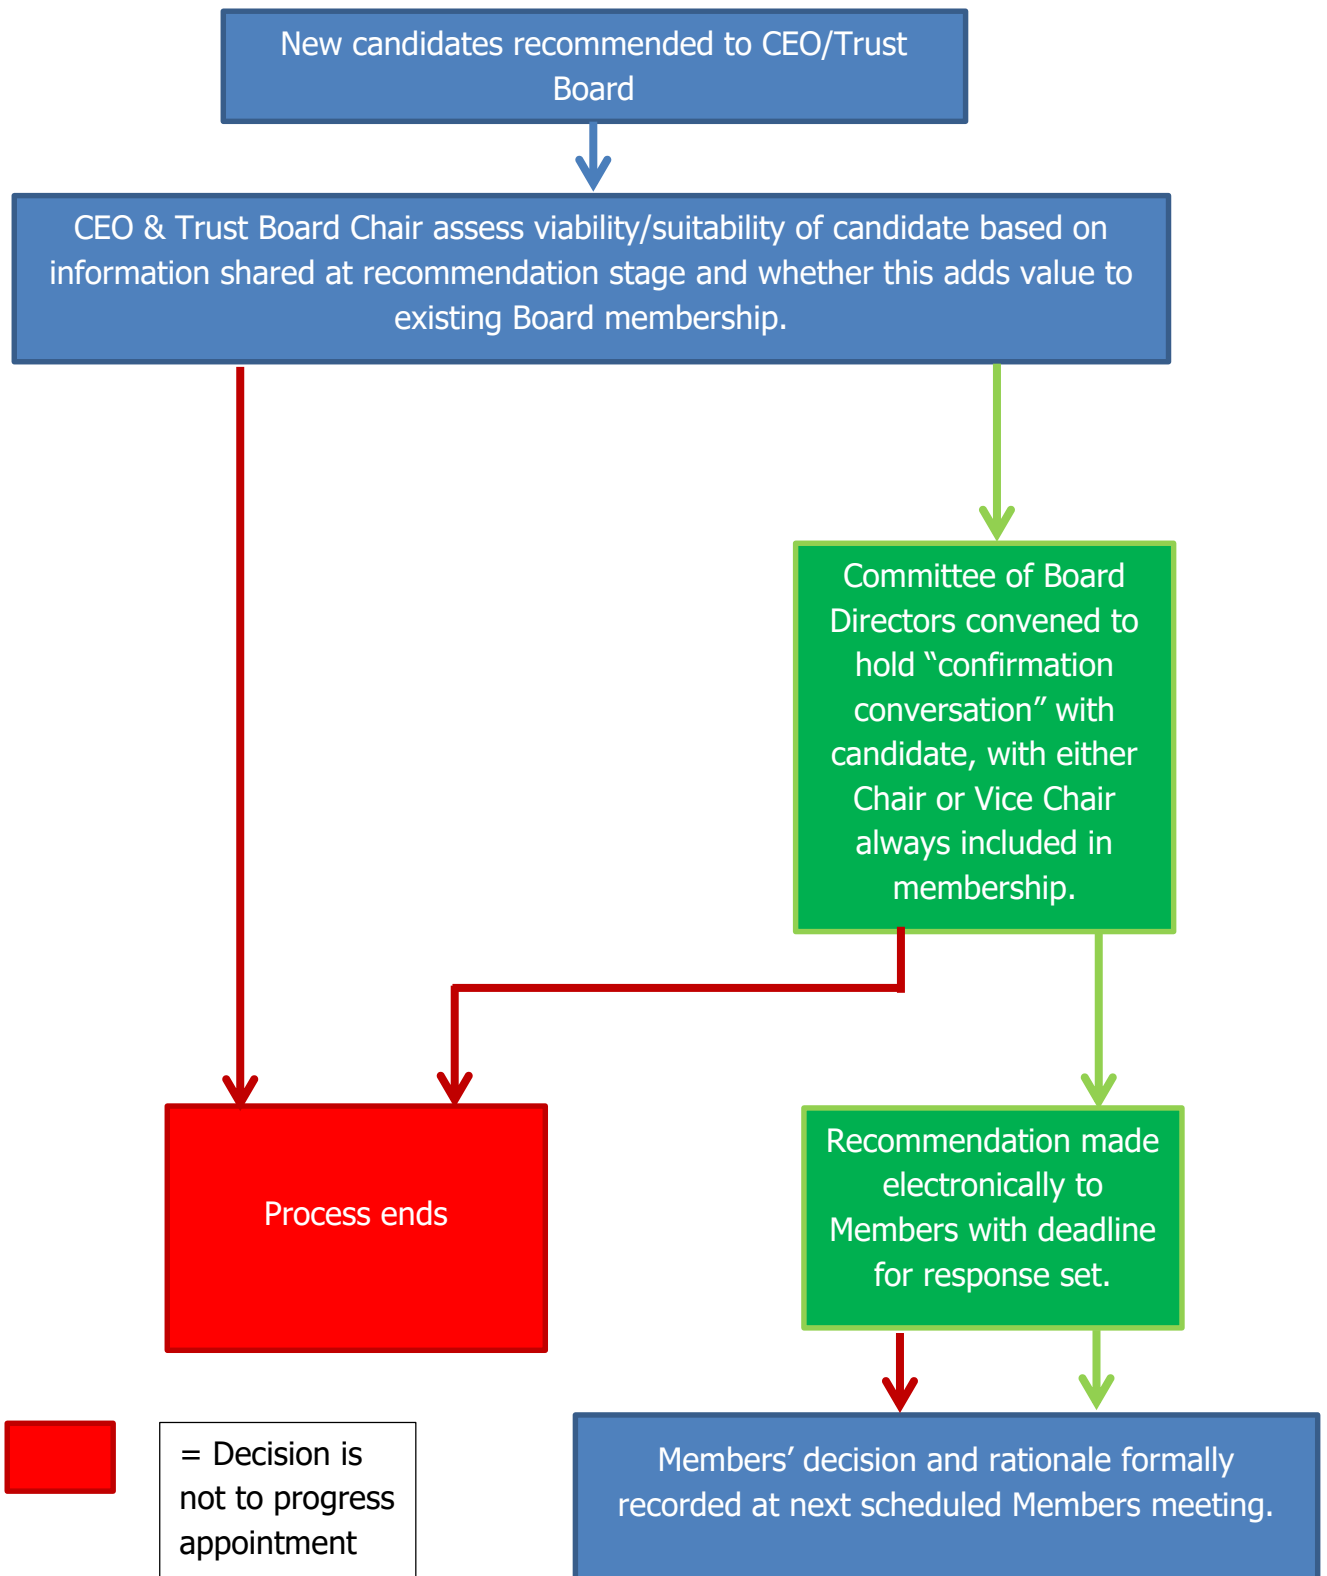 New candidates recommended to CEO/Trust
Board
CEO & Trust Board Chair assess viability/suitability of candidate based on
information shared at recommendation stage and whether this adds value to
existing Board membership.
Committee of Board
Directors convened to
hold “confirmation
conversation” with
candidate, with either
Chair or Vice Chair
always included in
membership.
Process ends
Recommendation made
electronically to
Members with deadline
for response set.
= Decision is
not to progress
appointment
Members’ decision and rationale formally
recorded at next scheduled Members meeting.